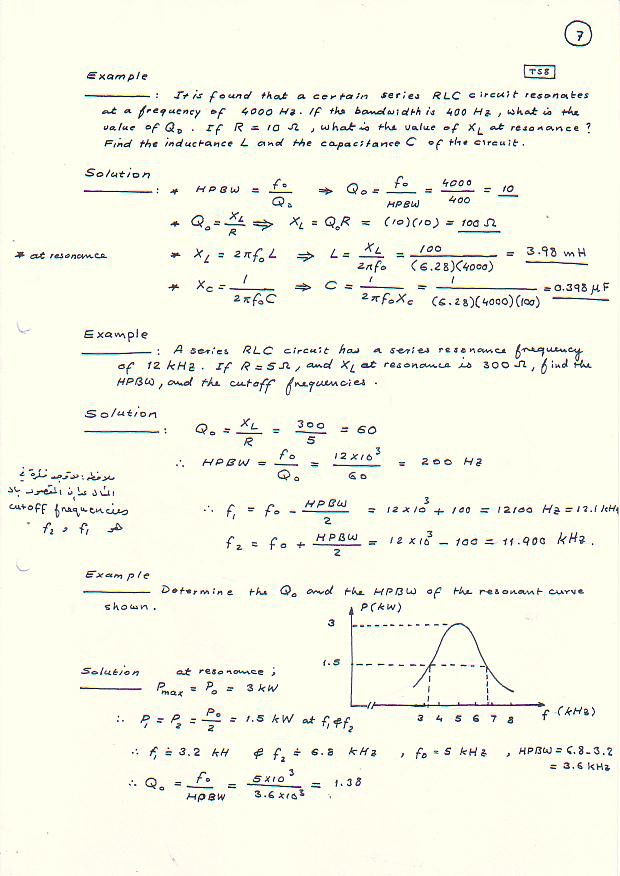 7
TS8
Example
: It is found that a certain series RLC circuit resonates
at a frequency of 4000 Hz. If the bandwidth is 400 Hz, what is the
value of Q₀. If R = 10 Ω, what is the value of X_L at resonance?
Find the inductance L and the capacitance C of the circuit.
Solution
: * HPBW = f₀/Q₀ ⇒ Q₀ = f₀/HPBW = 4000/400 = 10
* Q₀ = X_L/R ⇒ X_L = Q₀R = (10)(10) = 100 Ω
* at resonance * X_L = 2πf₀L ⇒ L = X_L/2πf₀ = 100/(6.28)(4000) = 3.98 mH
* X_C = 1/2πf₀C ⇒ C = 1/2πf₀X_C = 1/(6.28)(4000)(100) = 0.398 μF
Example
: A series RLC circuit has a series resonance frequency
of 12 kHz. If R = 5 Ω, and X_L at resonance is 300 Ω, find the
HPBW, and the cutoff frequencies.
Solution
: Q₀ = X_L/R = 300/5 = 60
∴ HPBW = f₀/Q₀ = 12×10³/60 = 200 Hz
cutoff frequencies
هو f₁ و f₂
∴ f₁ = f₀ - HPBW/2 = 12×10³ + 100 = 12100 Hz = 12.1 kHz
f₂ = f₀ + HPBW/2 = 12×10³ - 100 = 11.900 kHz.
Example
Determine the Q₀ and the HPBW of the resonant curve
shown.
P(kW)
3
1.5
3 4 5 6 7 8 f (kHz)
Solution at resonance;
P_max = P₀ = 3 kW
∴ P₁ = P₂ = P₀/2 = 1.5 kW at f₁ & f₂
∴ f₁ ≐ 3.2 kH & f₂ ≐ 6.8 kHz, f₀ = 5 kHz, HPBW = 6.8-3.2
= 3.6 kHz
∴ Q₀ = f₀/HPBW = 5×10³/3.6×10³ = 1.38